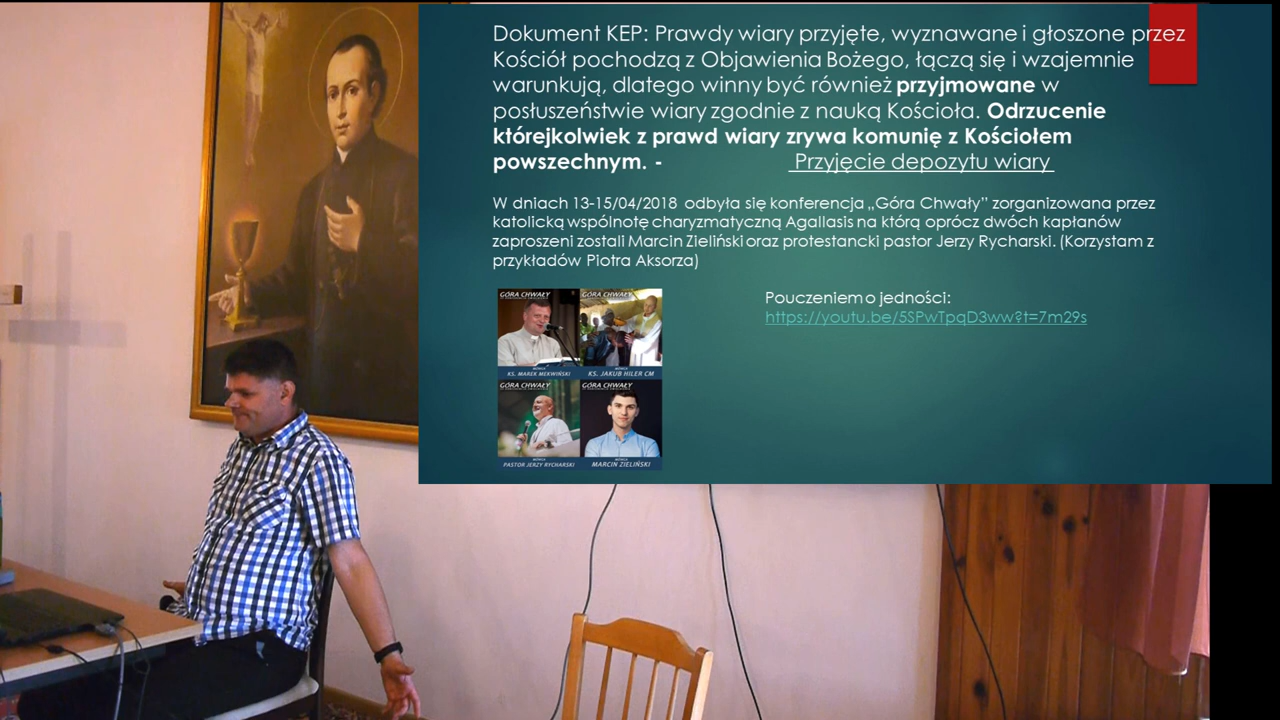 Dokument KEP: Prawdy wiary przyjęte, wyznawane i głoszone przez
Kościół pochodzą z Objawienia Bożego, łączą się i wzajemnie
warunkują, dlatego winny być również przyjmowane w
posłuszeństwie wiary zgodnie z nauką Kościoła. Odrzucenie
którejkolwiek z prawd wiary zrywa komunię z Kościołem
powszechnym. - Przyjęcie depozytu wiary
W dniach 13-15/04/2018 odbyła się konferencja „Góra Chwały” zorganizowana przez
katolicką wspólnotę charyzmatyczną Agallasis na którą oprócz dwóch kapłanów
zaproszeni zostali Marcin Zieliński oraz protestancki pastor Jerzy Rycharski. (Korzystam z
przykładów Piotra Aksorza)
Pouczeniem o jedności:
https://youtu.be/5SPwTpqD3ww?t=7m29s
GÓRA CHWAŁY
KS. MAREK MEKWIŃSKI
GÓRA CHWAŁY
KS. JAKUB HILER CM
GÓRA CHWAŁY
PASTOR JERZY RYCHARSKI
GÓRA CHWAŁY
MARCIN ZIELIŃSKI